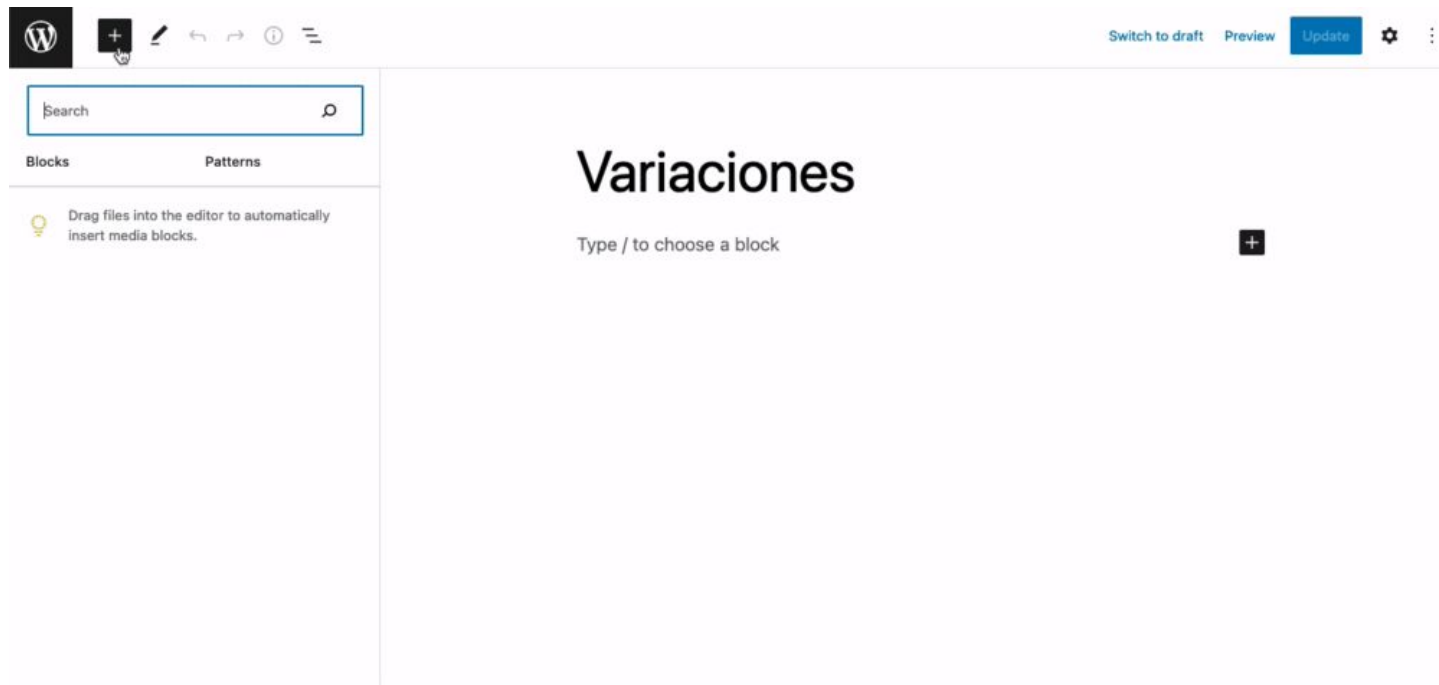 Switch to draft Preview Update
Search
Blocks Patterns
Drag files into the editor to automatically
insert media blocks.
Variaciones
Type / to choose a block